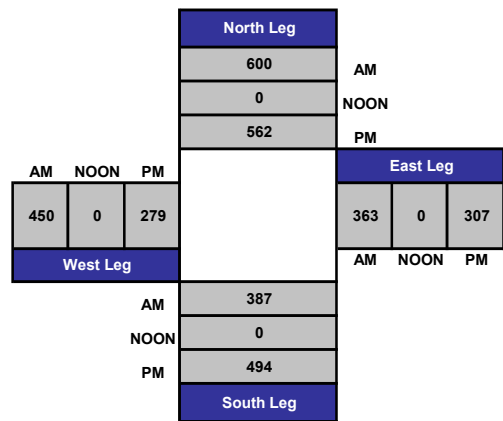 North Leg
600 AM
0 NOON
562 PM
AM NOON PM East Leg
450 0 279 363 0 307
West Leg AM NOON PM
AM 387
NOON 0
PM 494
South Leg